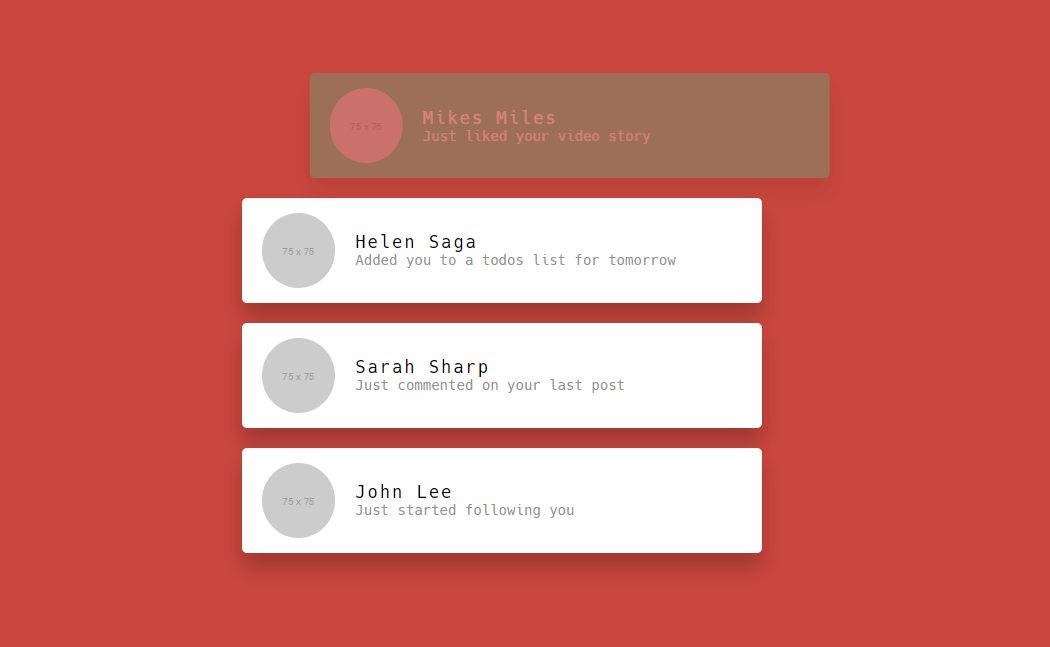 75 x 75
Mikes Miles
Just liked your video story
75 x 75
Helen Saga
Added you to a todos list for tomorrow
75 x 75
Sarah Sharp
Just commented on your last post
75 x 75
John Lee
Just started following you